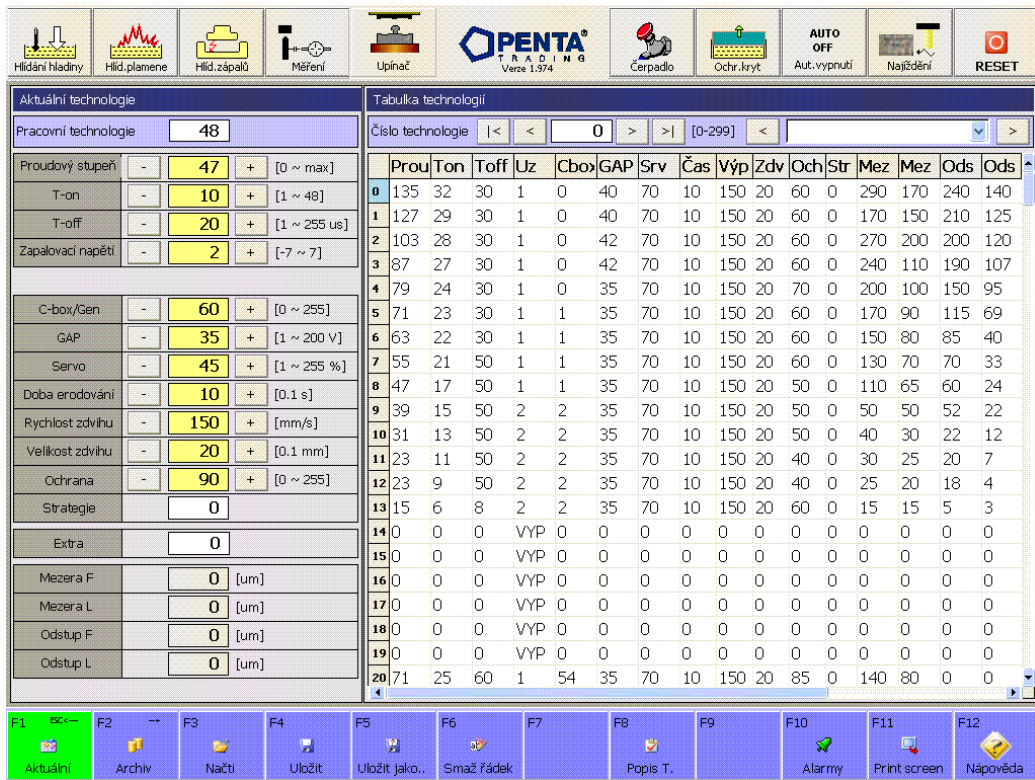 Hlídání hladiny Hlíd.plamene Hlíd.zápalů Měření Upínač PENTA TRADING Verze 1.974 Čerpadlo Ochr.kryt AUTO OFF Aut.vypnutí Najíždění RESET
Aktuální technologie
Pracovní technologie 48
Proudový stupeň - 47 + [0 ~ max]
T-on - 10 + [1 ~ 48]
T-off - 20 + [1 ~ 255 us]
Zapalovací napětí - 2 + [-7 ~ 7]
C-box/Gen - 60 + [0 ~ 255]
GAP - 35 + [1 ~ 200 V]
Servo - 45 + [1 ~ 255 %]
Doba erodování - 10 + [0.1 s]
Rychlost zdvihu - 150 + [mm/s]
Velikost zdvihu - 20 + [0.1 mm]
Ochrana - 90 + [0 ~ 255]
Strategie 0
Extra 0
Mezera F 0 [um]
Mezera L 0 [um]
Odstup F 0 [um]
Odstup L 0 [um]
Tabulka technologií
Číslo technologie |< < 0 > >| [0-299] < >
Prou Ton Toff Uz Cbox GAP Srv Čas Výp Zdv Och Str Mez Mez Ods Ods
0 135 32 30 1 0 40 70 10 150 20 60 0 290 170 240 140
1 127 29 30 1 0 40 70 10 150 20 60 0 170 150 210 125
2 103 28 30 1 0 42 70 10 150 20 60 0 270 200 200 120
3 87 27 30 1 0 42 70 10 150 20 60 0 240 110 190 107
4 79 24 30 1 0 35 70 10 150 20 70 0 200 100 150 95
5 71 23 30 1 1 35 70 10 150 20 60 0 170 90 115 69
6 63 22 30 1 1 35 70 10 150 20 60 0 150 80 85 40
7 55 21 50 1 1 35 70 10 150 20 60 0 130 70 70 33
8 47 17 50 1 1 35 70 10 150 20 50 0 110 65 60 24
9 39 15 50 2 2 35 70 10 150 20 50 0 50 50 52 22
10 31 13 50 2 2 35 70 10 150 20 50 0 40 30 22 12
11 23 11 50 2 2 35 70 10 150 20 40 0 30 25 20 7
12 23 9 50 2 2 35 70 10 150 20 40 0 25 20 18 4
13 15 6 8 2 2 35 70 10 150 20 60 0 15 15 5 3
14 0 0 0 VYP 0 0 0 0 0 0 0 0 0 0 0 0
15 0 0 0 VYP 0 0 0 0 0 0 0 0 0 0 0 0
16 0 0 0 VYP 0 0 0 0 0 0 0 0 0 0 0 0
17 0 0 0 VYP 0 0 0 0 0 0 0 0 0 0 0 0
18 0 0 0 VYP 0 0 0 0 0 0 0 0 0 0 0 0
19 0 0 0 VYP 0 0 0 0 0 0 0 0 0 0 0 0
20 71 25 60 1 54 35 70 10 150 20 85 0 140 80 0 0
F1 ESC<— F2 → F3 F4 F5 F6 F7 F8 F9 F10 F11 F12
Aktuální Archiv Načti Uložit Uložit jako.. Smaž řádek Popis T. Alarmy Print screen Nápověda